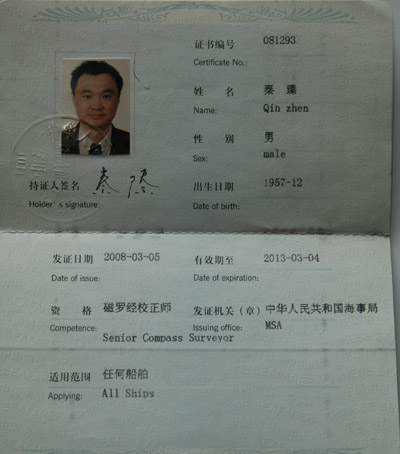 证书编号 081293
Certificate No.:
姓 名 秦 臻
Name: Qin zhen
性 别 男
Sex: male
持证人签名 秦臻 出生日期 1957-12
Holder's signature: Date of birth:
发证日期 2008-03-05 有效期至 2013-03-04
Date of issue: Date of expiration:
资 格 磁罗经校正师 发证机关（章） 中华人民共和国海事局
Competence: Senior Compass Surveyor Issuing office: MSA
适用范围 任何船舶
Applying: All Ships